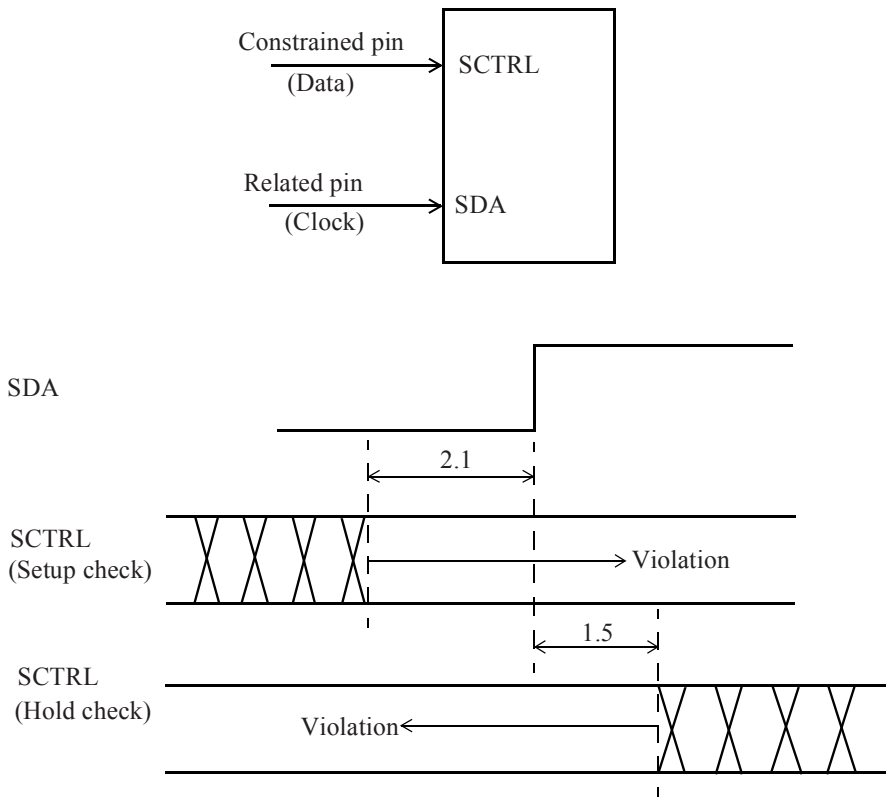 Constrained pin
(Data)
SCTRL
Related pin
(Clock)
SDA
SDA
2.1
SCTRL
(Setup check)
Violation
1.5
SCTRL
(Hold check)
Violation